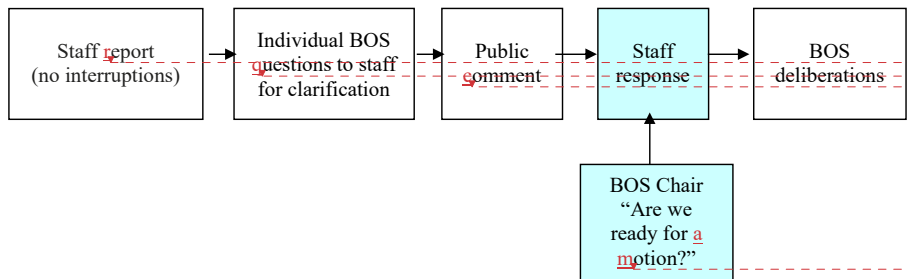 Staff report
(no interruptions)
Individual BOS
questions to staff
for clarification
Public
comment
Staff
response
BOS
deliberations
BOS Chair
“Are we
ready for a
motion?”